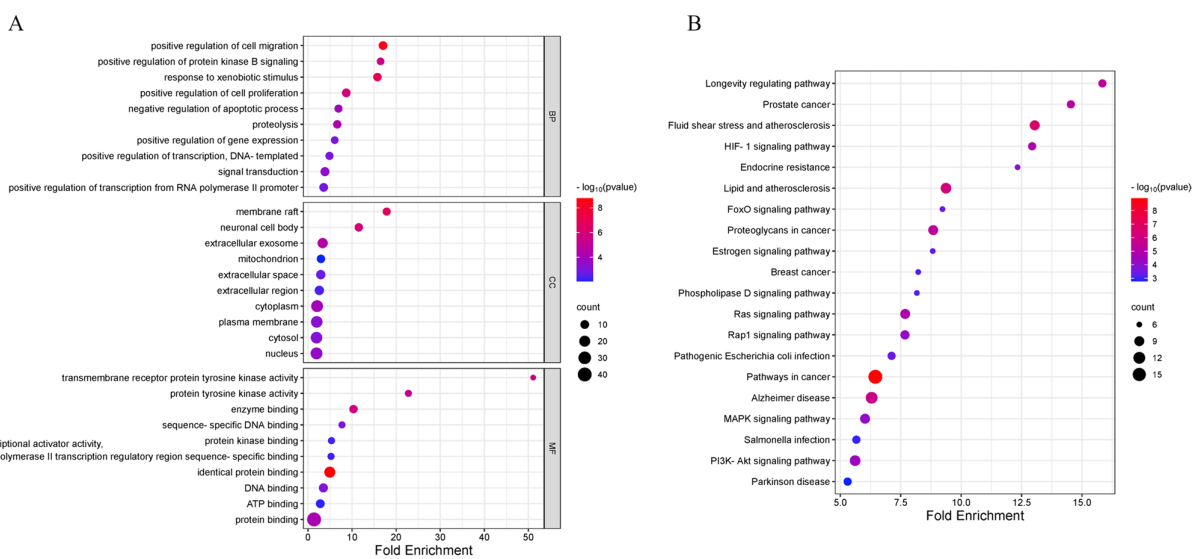 A
positive regulation of cell migration
positive regulation of protein kinase B signaling
response to xenobiotic stimulus
positive regulation of cell proliferation
negative regulation of apoptotic process
proteolysis
positive regulation of gene expression
positive regulation of transcription, DNA- templated
signal transduction
positive regulation of transcription from RNA polymerase II promoter
BP
membrane raft
neuronal cell body
extracellular exosome
mitochondrion
extracellular space
extracellular region
cytoplasm
plasma membrane
cytosol
nucleus
CC
transmembrane receptor protein tyrosine kinase activity
protein tyrosine kinase activity
enzyme binding
sequence- specific DNA binding
protein kinase binding
iptional activator activity,
olymerase II transcription regulatory region sequence- specific binding
identical protein binding
DNA binding
ATP binding
protein binding
MF
0 10 20 30 40 50
Fold Enrichment
- log10(pvalue)
8
6
4
count
10
20
30
40
B
Longevity regulating pathway
Prostate cancer
Fluid shear stress and atherosclerosis
HIF- 1 signaling pathway
Endocrine resistance
Lipid and atherosclerosis
FoxO signaling pathway
Proteoglycans in cancer
Estrogen signaling pathway
Breast cancer
Phospholipase D signaling pathway
Ras signaling pathway
Rap1 signaling pathway
Pathogenic Escherichia coli infection
Pathways in cancer
Alzheimer disease
MAPK signaling pathway
Salmonella infection
PI3K- Akt signaling pathway
Parkinson disease
5.0 7.5 10.0 12.5 15.0
Fold Enrichment
- log10(pvalue)
8
7
6
5
4
3
count
6
9
12
15